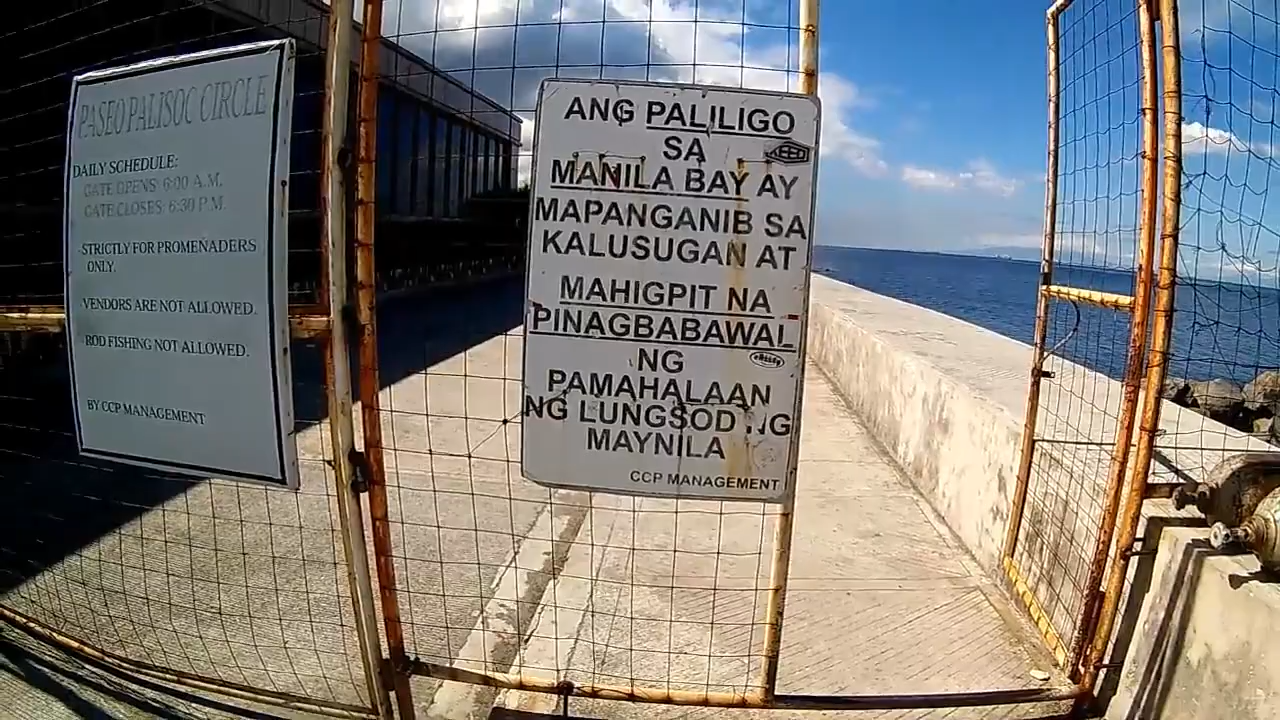 PASEO PALISOC CIRCLE
DAILY SCHEDULE:
GATE OPENS: 6:00 A.M.
GATE CLOSES: 6:30 P.M.
-STRICTLY FOR PROMENADERS
ONLY.
VENDORS ARE NOT ALLOWED.
ROD FISHING NOT ALLOWED.
BY CCP MANAGEMENT
ANG PALILIGO
SA
MANILA BAY AY
MAPANGANIB SA
KALUSUGAN AT
MAHIGPIT NA
PINAGBABAWAL
NG
PAMAHALAAN
NG LUNGSOD NG
MAYNILA
CCP MANAGEMENT